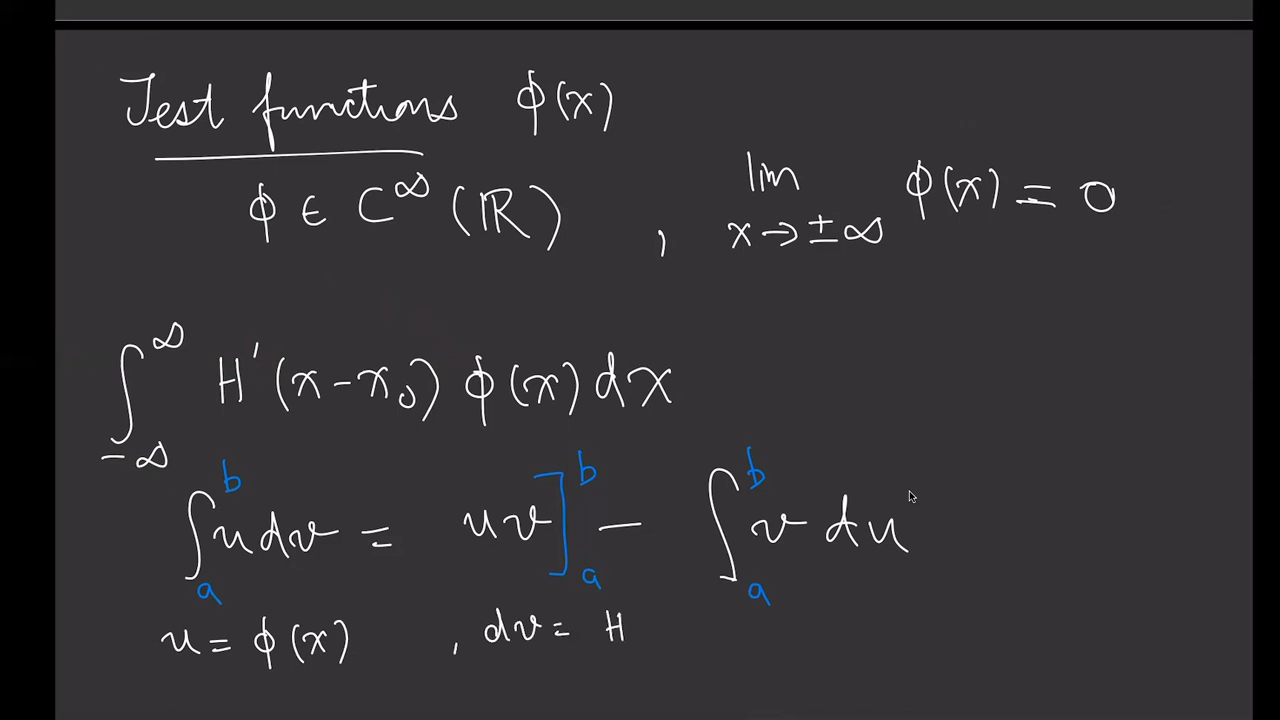 Test functions ϕ(x)
ϕ ∈ C^∞(ℝ) , lim_{x→±∞} ϕ(x) = 0
∫_{-∞}^{∞} H′(x-x₀) ϕ(x) dx
∫_a^b u dv = uv]_a^b - ∫_a^b v du
u = ϕ(x) , dv = H